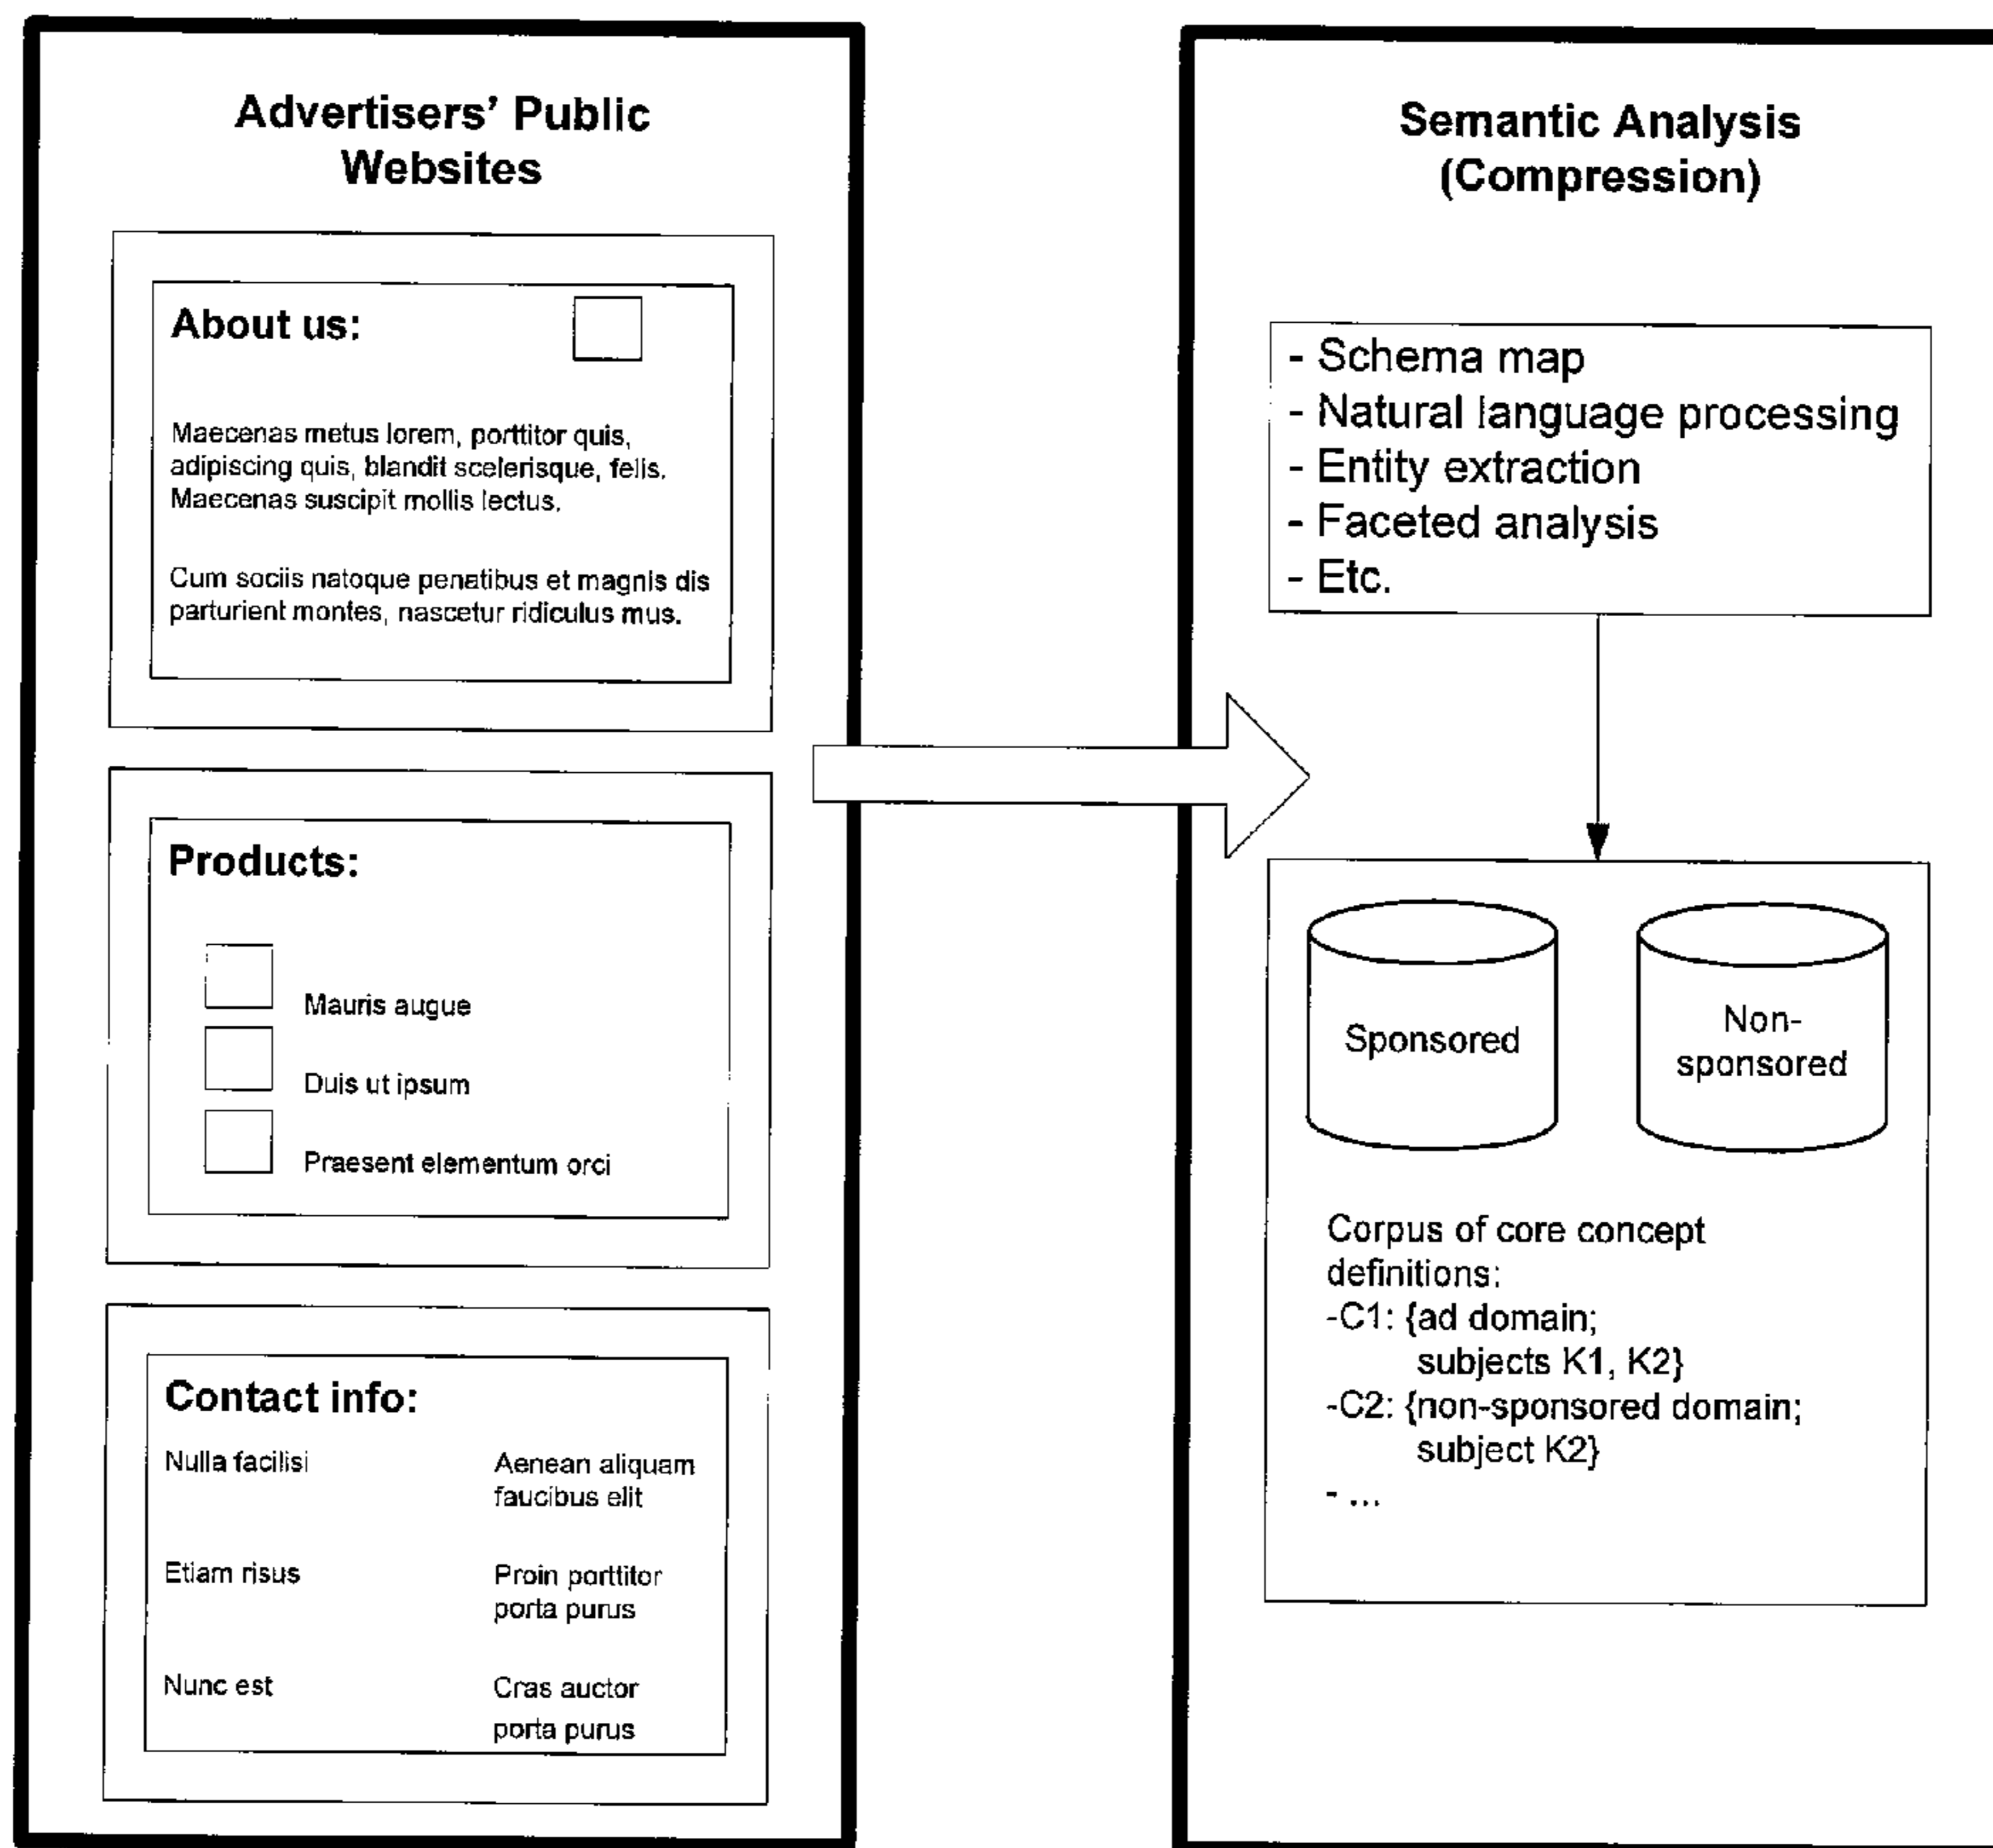 Advertisers' Public
Websites
About us:
Maecenas metus lorem, porttitor quis,
adipiscing quis, blandit scelerisque, felis.
Maecenas suscipit mollis lectus.
Cum sociis natoque penatibus et magnis dis
parturient montes, nascetur ridiculus mus.
Products:
Mauris augue
Duis ut ipsum
Praesent elementum orci
Contact info:
Nulla facilisi
Aenean aliquam
faucibus elit
Etiam risus
Proin porttitor
porta purus
Nunc est
Cras auctor
porta purus
Semantic Analysis
(Compression)
- Schema map
- Natural language processing
- Entity extraction
- Faceted analysis
- Etc.
Sponsored
Non-
sponsored
Corpus of core concept
definitions:
-C1: {ad domain;
subjects K1, K2}
-C2: {non-sponsored domain;
subject K2}
- ...